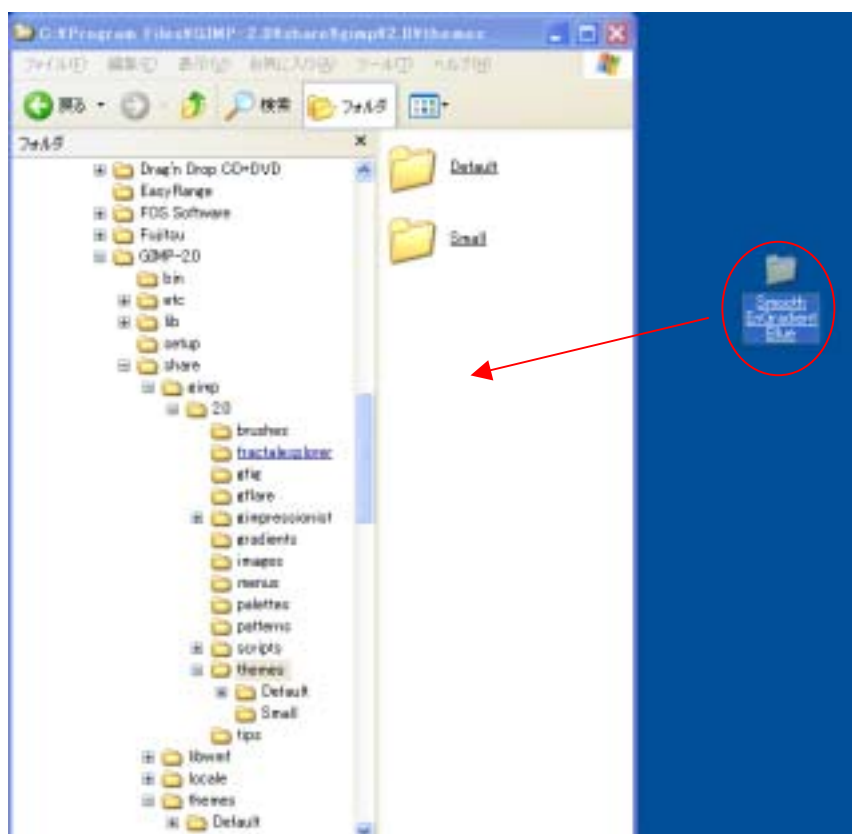 C:¥Program Files¥GIMP-2.0¥share¥gimp¥2.0¥themes
ファイル(F) 編集(E) 表示(V) お気に入り(A) ツール(T) ヘルプ(H)
戻る 検索 フォルダ
フォルダ
Drag'n Drop CD+DVD
EasyRange
FOS Software
Fujitsu
GIMP-2.0
bin
etc
lib
setup
share
gimp
2.0
brushes
fractalexplorer
gfig
gflare
gimpressionist
gradients
images
menus
palettes
patterns
scripts
themes
Default
Small
tips
libwmf
locale
themes
Default
Default
Small
Smooth
Blue